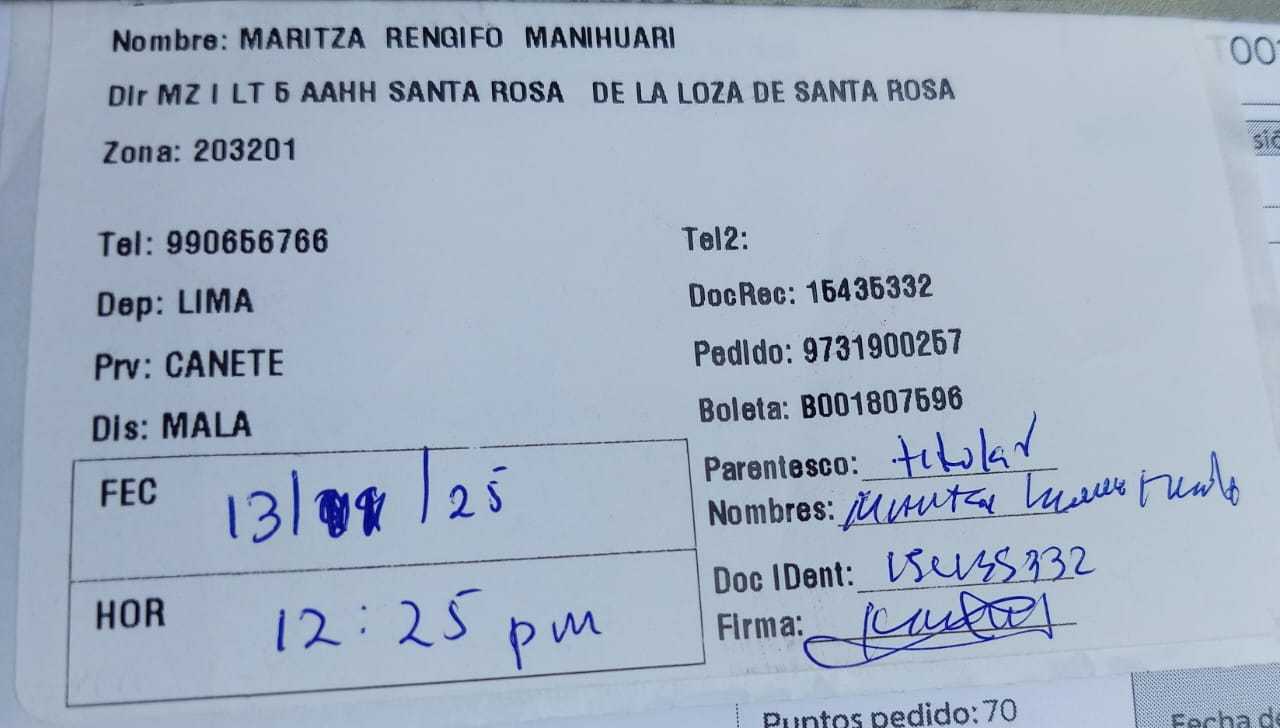 Nombre: MARITZA RENGIFO MANIHUARI
Dir MZ I LT 5 AAHH SANTA ROSA DE LA LOZA DE SANTA ROSA
Zona: 203201
Tel: 990656766
Tel2:
Dep: LIMA
DocRec: 15435332
Prv: CANETE
Pedido: 9731900257
Dis: MALA
Boleta: B001807596
FEC 13/ /25
Parentesco: titolar
Nombres:
Doc IDent:
HOR 12:25 pm
Firma:
Puntos pedido: 70
Fecha d